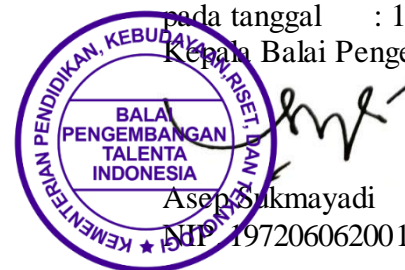 pada tanggal : 1
Kepala Balai Penge
KEMENTERIAN PENDIDIKAN, KEBUDAYAAN, RISET, DAN TEKNOLOGI
BALAI
PENGEMBANGAN
TALENTA
INDONESIA
Asep Sukmayadi
NIP 197206062001